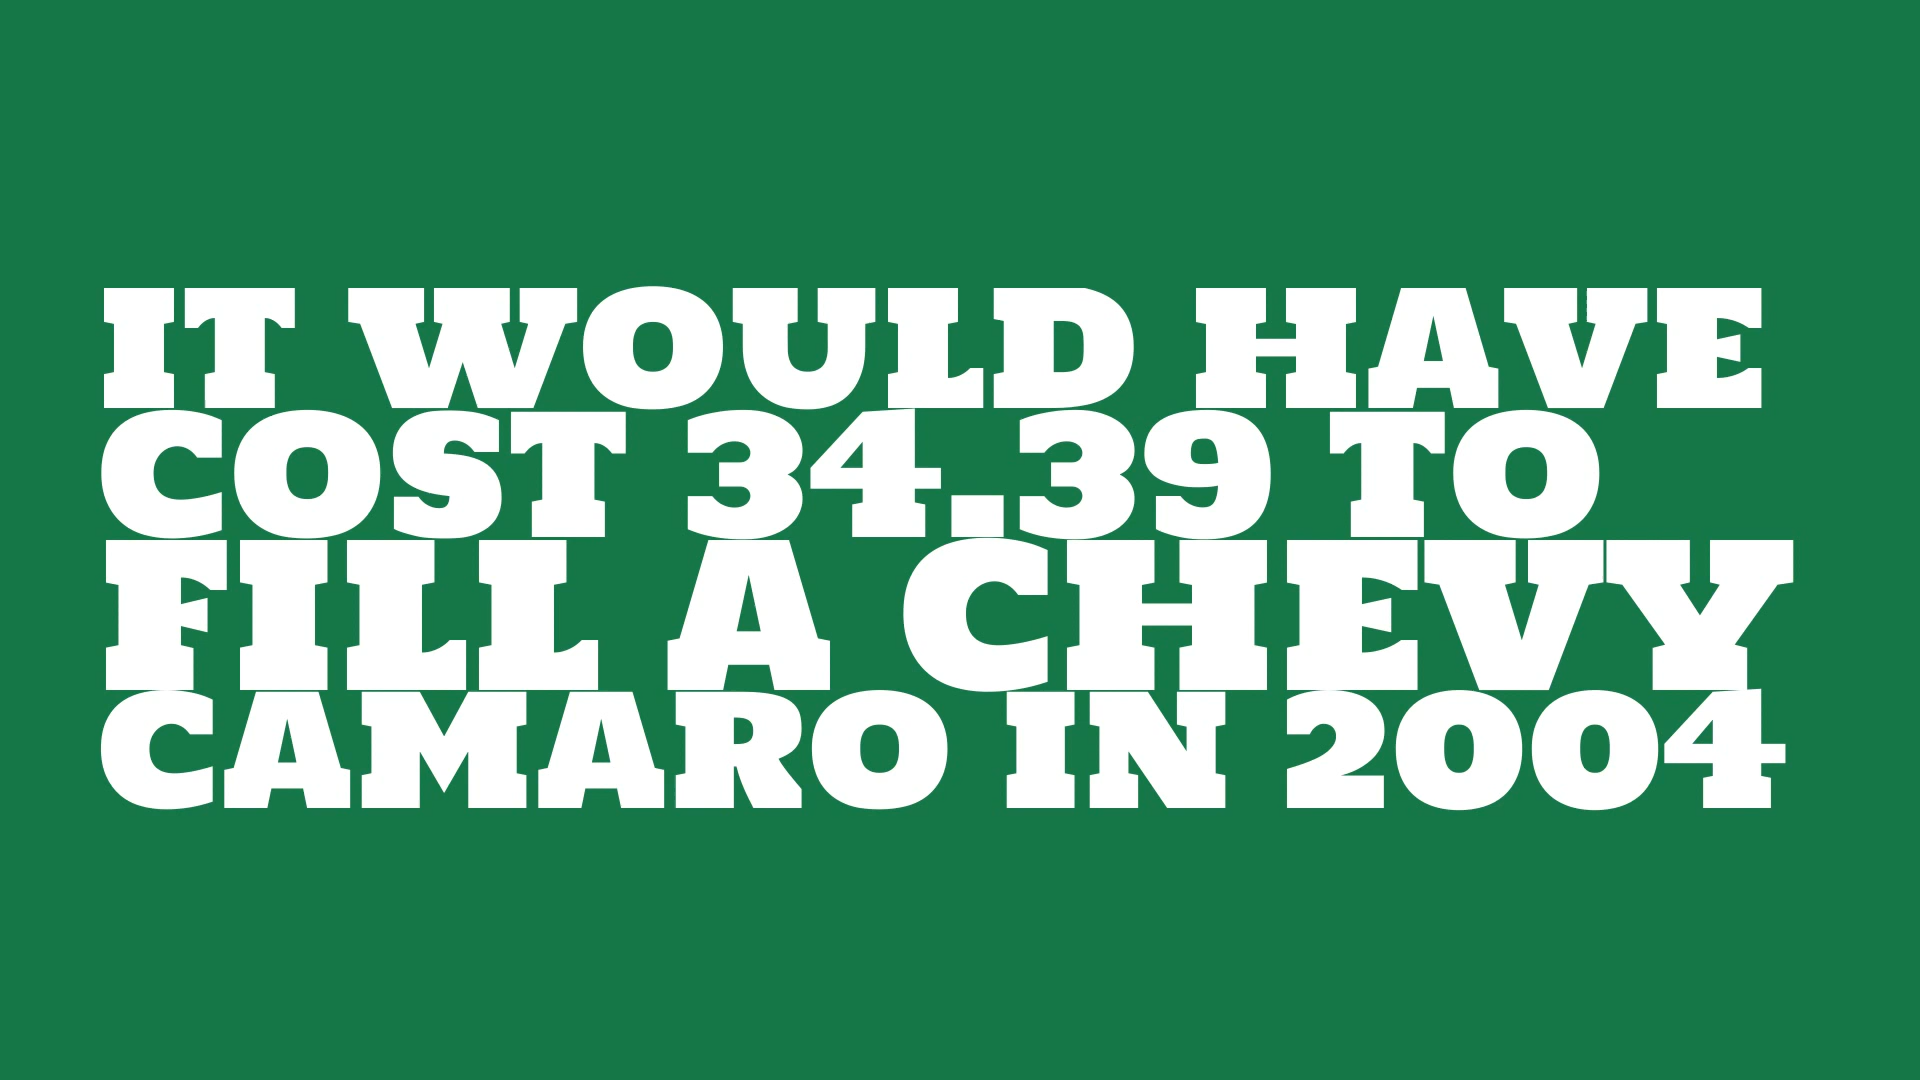 IT WOULD HAVE
COST 34.39 TO
FILL A CHEVY
CAMARO IN 2004